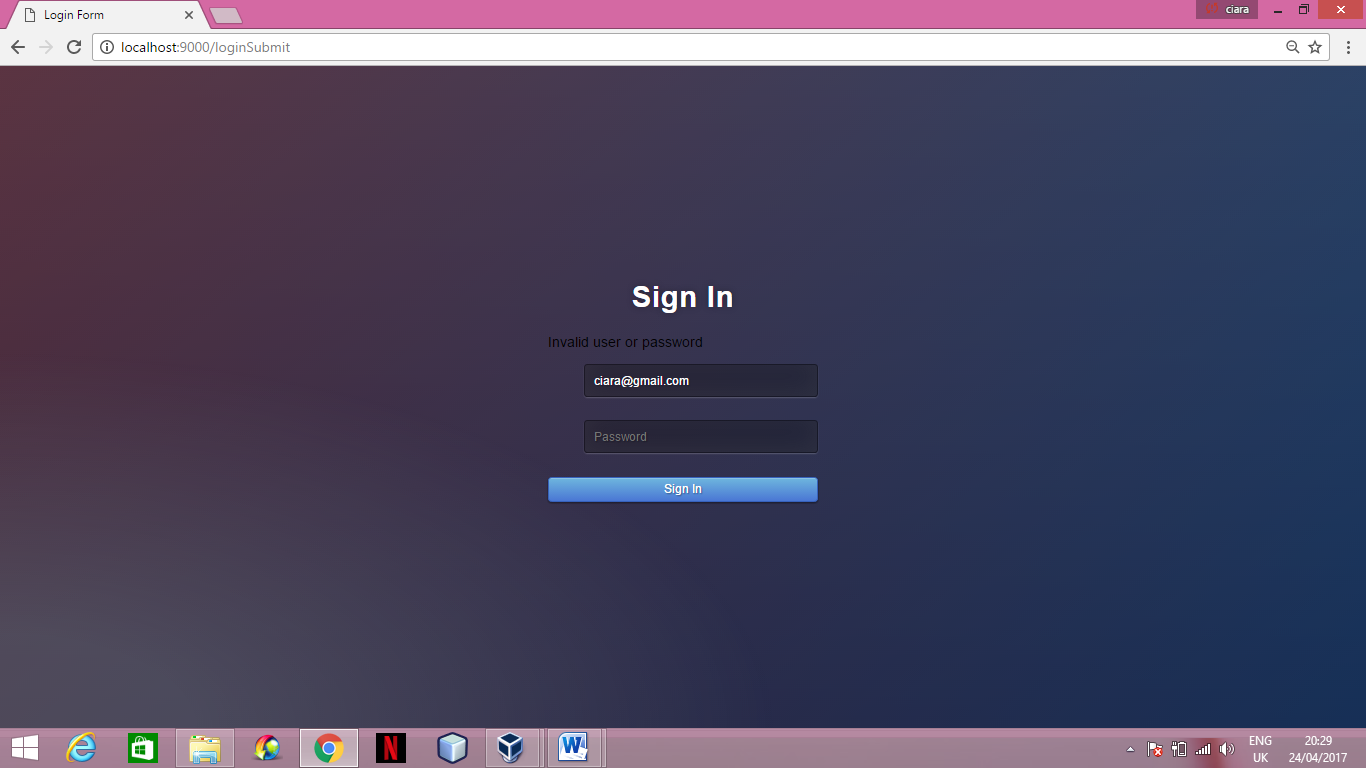 Login Form
ciara
localhost:9000/loginSubmit
Sign In
Invalid user or password
ciara@gmail.com
Password
Sign In
ENG 20:29
UK 24/04/2017